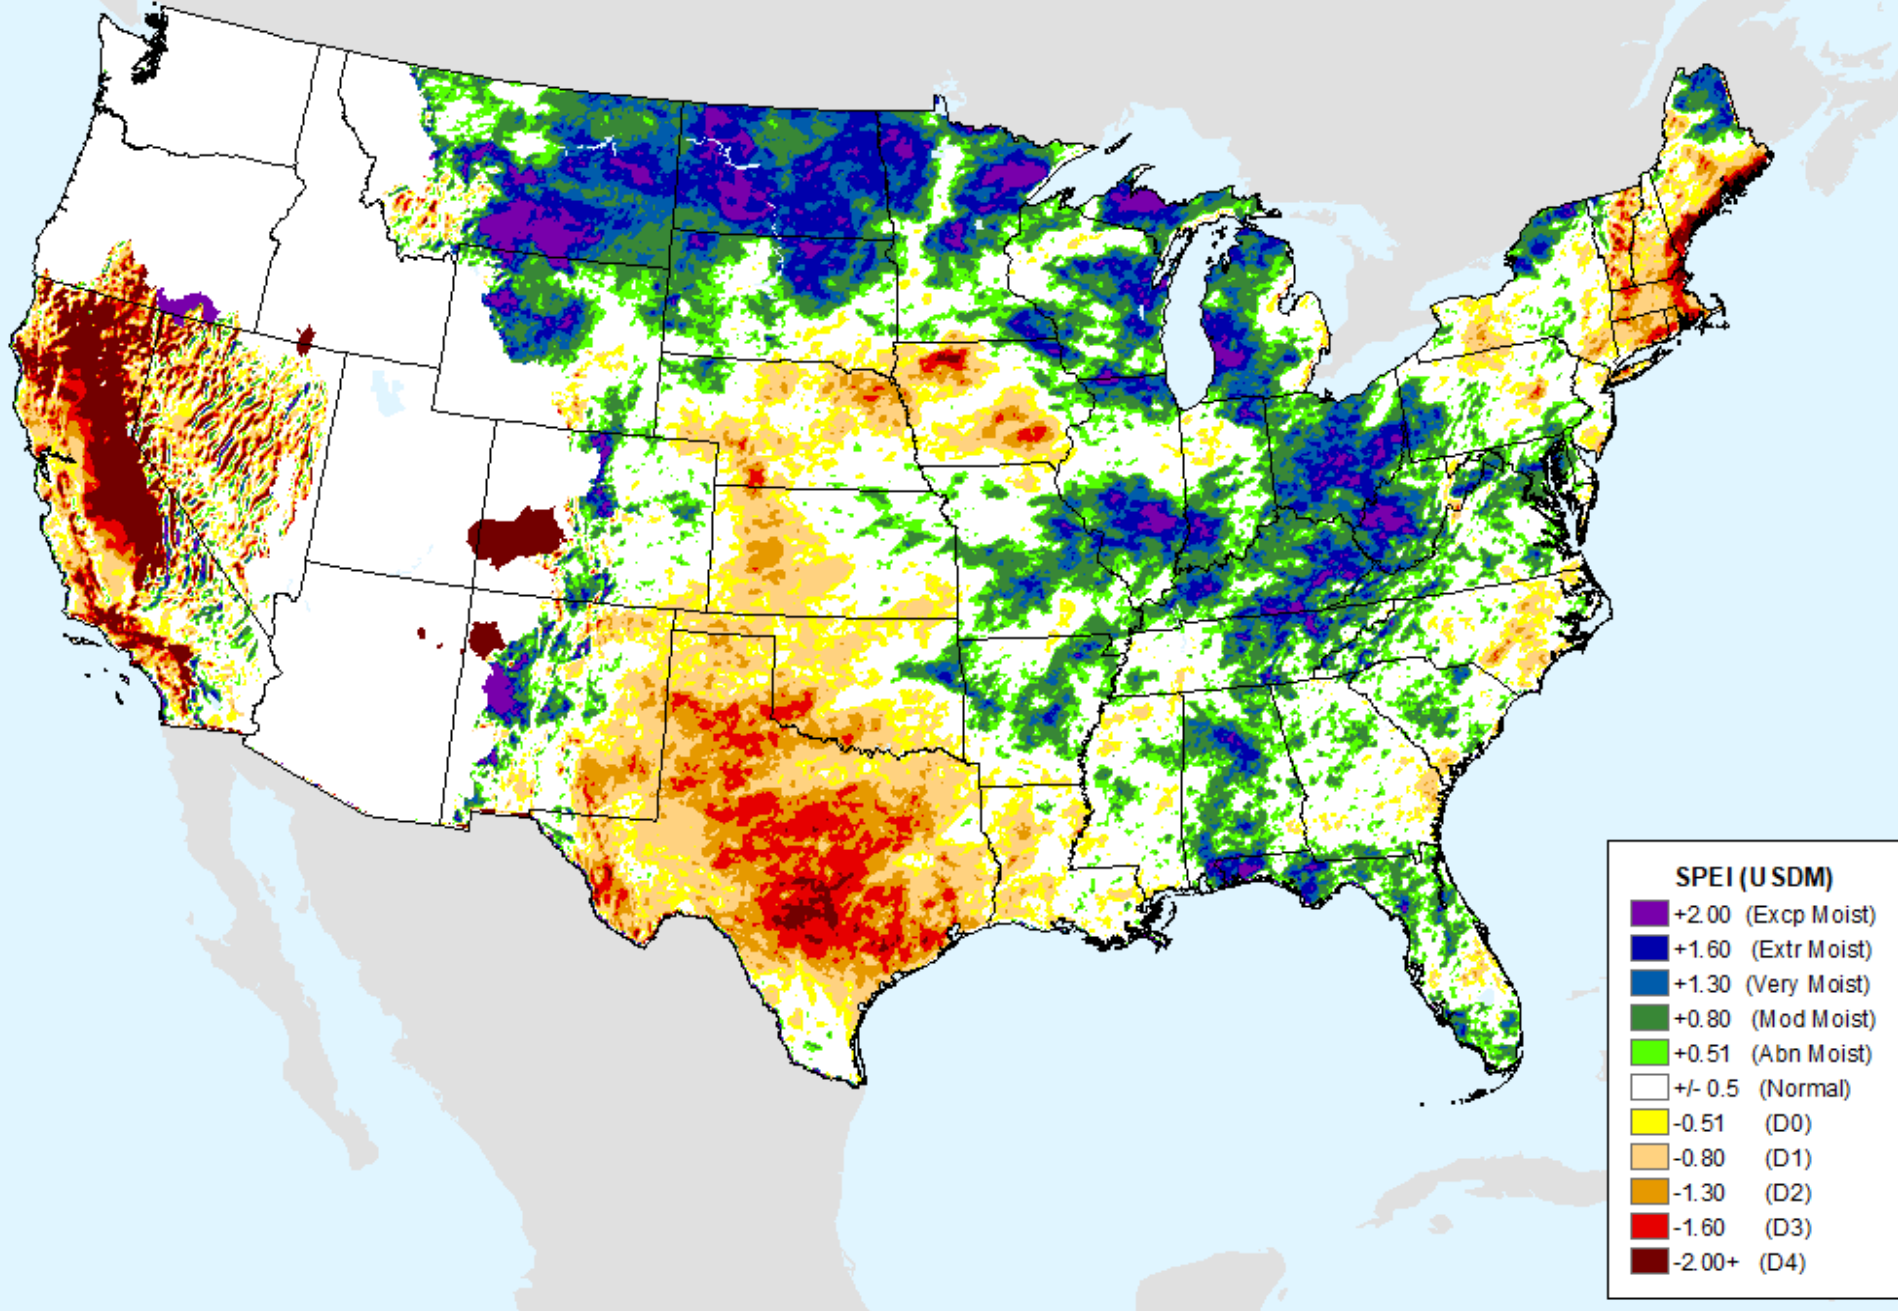 SPEI (USDM)
+2.00 (Excp Moist)
+1.60 (Extr Moist)
+1.30 (Very Moist)
+0.80 (Mod Moist)
+0.51 (Abn Moist)
+/- 0.5 (Normal)
-0.51 (D0)
-0.80 (D1)
-1.30 (D2)
-1.60 (D3)
-2.00+ (D4)